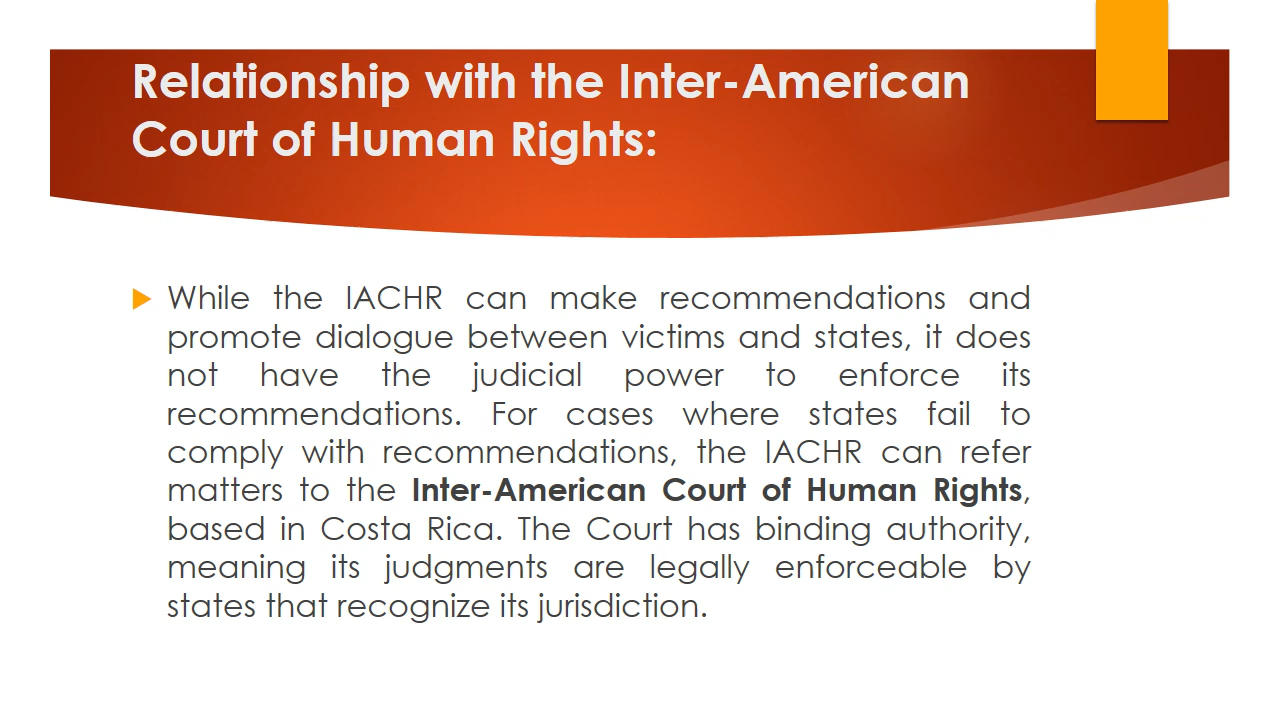 Relationship with the Inter-American
Court of Human Rights:
While the IACHR can make recommendations and
promote dialogue between victims and states, it does
not have the judicial power to enforce its
recommendations. For cases where states fail to
comply with recommendations, the IACHR can refer
matters to the Inter-American Court of Human Rights,
based in Costa Rica. The Court has binding authority,
meaning its judgments are legally enforceable by
states that recognize its jurisdiction.